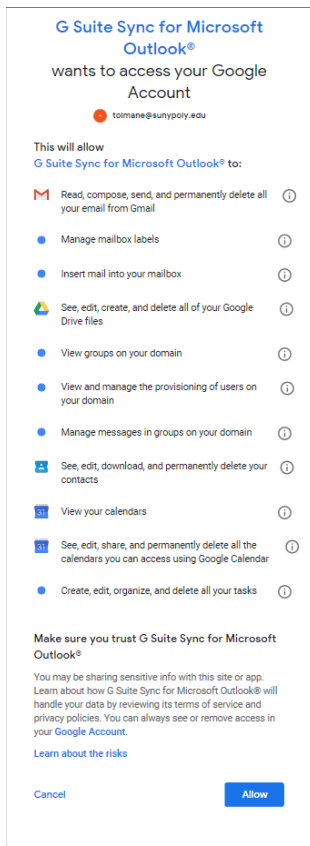 G Suite Sync for Microsoft
Outlook®
wants to access your Google
Account
tolmane@sunypoly.edu
This will allow
G Suite Sync for Microsoft Outlook® to:
Read, compose, send, and permanently delete all
your email from Gmail
Manage mailbox labels
Insert mail into your mailbox
See, edit, create, and delete all of your Google
Drive files
View groups on your domain
View and manage the provisioning of users on
your domain
Manage messages in groups on your domain
See, edit, download, and permanently delete your
contacts
31 View your calendars
31 See, edit, share, and permanently delete all the
calendars you can access using Google Calendar
Create, edit, organize, and delete all your tasks
Make sure you trust G Suite Sync for Microsoft
Outlook®
You may be sharing sensitive info with this site or app.
Learn about how G Suite Sync for Microsoft Outlook® will
handle your data by reviewing its terms of service and
privacy policies. You can always see or remove access in
your Google Account.
Learn about the risks
Cancel Allow